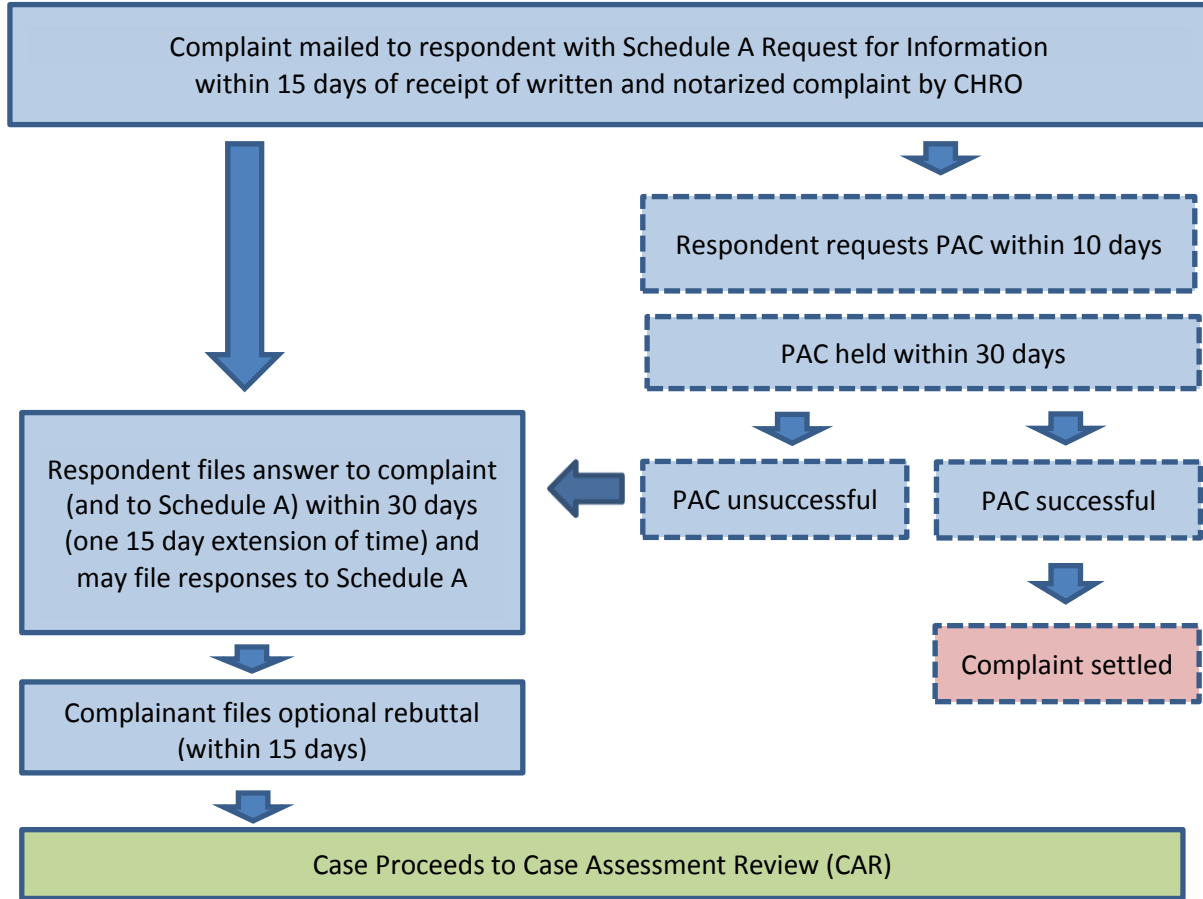 Complaint mailed to respondent with Schedule A Request for Information
within 15 days of receipt of written and notarized complaint by CHRO
Respondent requests PAC within 10 days
PAC held within 30 days
PAC unsuccessful
PAC successful
Complaint settled
Respondent files answer to complaint
(and to Schedule A) within 30 days
(one 15 day extension of time) and
may file responses to Schedule A
Complainant files optional rebuttal
(within 15 days)
Case Proceeds to Case Assessment Review (CAR)